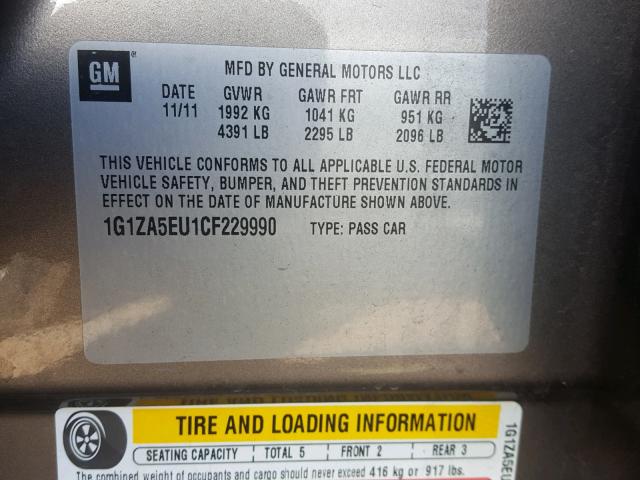 GM
MFD BY GENERAL MOTORS LLC
DATE GVWR GAWR FRT GAWR RR
11/11 1992 KG 1041 KG 951 KG
4391 LB 2295 LB 2096 LB
THIS VEHICLE CONFORMS TO ALL APPLICABLE U.S. FEDERAL MOTOR
VEHICLE SAFETY, BUMPER, AND THEFT PREVENTION STANDARDS IN
EFFECT ON THE DATE OF MANUFACTURE SHOWN ABOVE.
1G1ZA5EU1CF229990 TYPE: PASS CAR
TIRE AND LOADING INFORMATION
SEATING CAPACITY TOTAL 5 FRONT 2 REAR 3
The combined weight of occupants and cargo should never exceed 416 kg or 917 lbs.
1G1ZA5EU